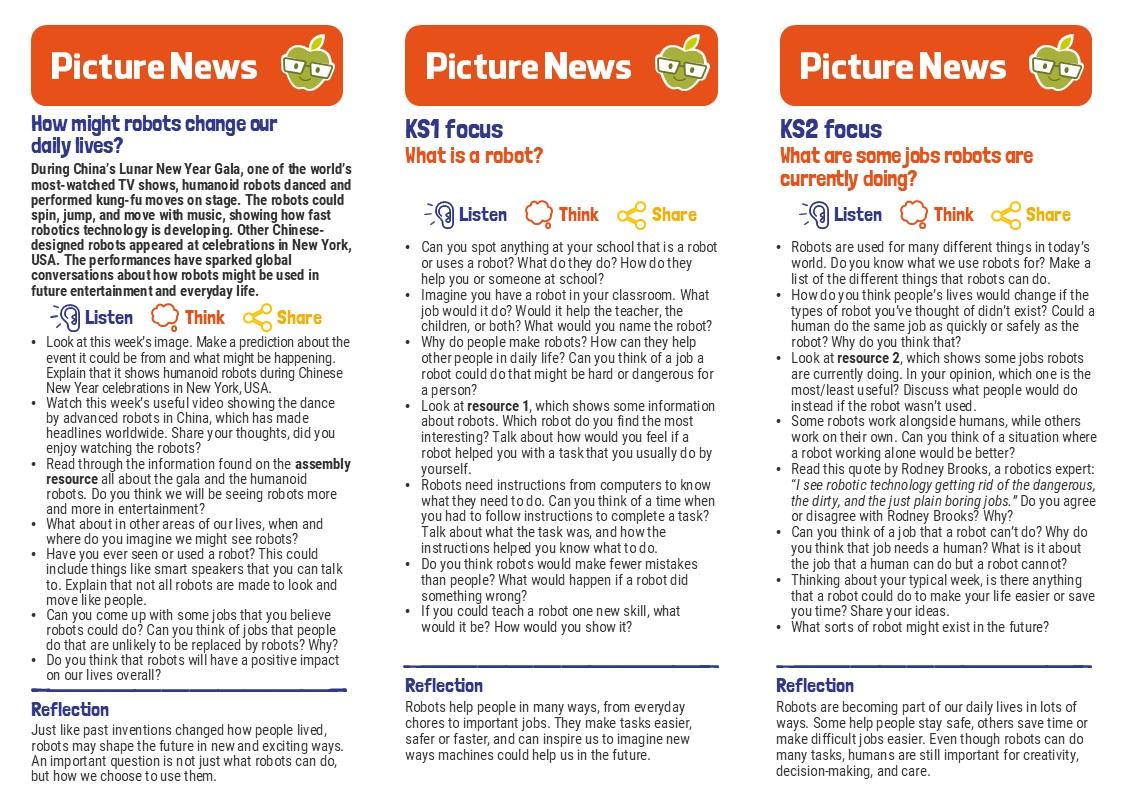 Picture News
How might robots change our
daily lives?
During China's Lunar New Year Gala, one of the world's
most-watched TV shows, humanoid robots danced and
performed kung-fu moves on stage. The robots could
spin, jump, and move with music, showing how fast
robotics technology is developing. Other Chinese-
designed robots appeared at celebrations in New York,
USA. The performances have sparked global
conversations about how robots might be used in
future entertainment and everyday life.
Listen Think Share
• Look at this week's image. Make a prediction about the
event it could be from and what might be happening.
Explain that it shows humanoid robots during Chinese
New Year celebrations in New York, USA.
• Watch this week's useful video showing the dance
by advanced robots in China, which has made
headlines worldwide. Share your thoughts, did you
enjoy watching the robots?
• Read through the information found on the assembly
resource all about the gala and the humanoid
robots. Do you think we will be seeing robots more
and more in entertainment?
• What about in other areas of our lives, when and
where do you imagine we might see robots?
• Have you ever seen or used a robot? This could
include things like smart speakers that you can talk
to. Explain that not all robots are made to look and
move like people.
• Can you come up with some jobs that you believe
robots could do? Can you think of jobs that people
do that are unlikely to be replaced by robots? Why?
• Do you think that robots will have a positive impact
on our lives overall?
Reflection
Just like past inventions changed how people lived,
robots may shape the future in new and exciting ways.
An important question is not just what robots can do,
but how we choose to use them.
Picture News
KS1 focus
What is a robot?
Listen Think Share
• Can you spot anything at your school that is a robot
or uses a robot? What do they do? How do they
help you or someone at school?
• Imagine you have a robot in your classroom. What
job would it do? Would it help the teacher, the
children, or both? What would you name the robot?
• Why do people make robots? How can they help
other people in daily life? Can you think of a job a
robot could do that might be hard or dangerous for
a person?
• Look at resource 1, which shows some information
about robots. Which robot do you find the most
interesting? Talk about how would you feel if a
robot helped you with a task that you usually do by
yourself.
• Robots need instructions from computers to know
what they need to do. Can you think of a time when
you had to follow instructions to complete a task?
Talk about what the task was, and how the
instructions helped you know what to do.
• Do you think robots would make fewer mistakes
than people? What would happen if a robot did
something wrong?
• If you could teach a robot one new skill, what
would it be? How would you show it?
Reflection
Robots help people in many ways, from everyday
chores to important jobs. They make tasks easier,
safer or faster, and can inspire us to imagine new
ways machines could help us in the future.
Picture News
KS2 focus
What are some jobs robots are
currently doing?
Listen Think Share
• Robots are used for many different things in today's
world. Do you know what we use robots for? Make a
list of the different things that robots can do.
• How do you think people's lives would change if the
types of robot you've thought of didn't exist? Could a
human do the same job as quickly or safely as the
robot? Why do you think that?
• Look at resource 2, which shows some jobs robots
are currently doing. In your opinion, which one is the
most/least useful? Discuss what people would do
instead if the robot wasn't used.
• Some robots work alongside humans, while others
work on their own. Can you think of a situation where
a robot working alone would be better?
• Read this quote by Rodney Brooks, a robotics expert:
"I see robotic technology getting rid of the dangerous,
the dirty, and the just plain boring jobs." Do you agree
or disagree with Rodney Brooks? Why?
• Can you think of a job that a robot can't do? Why do
you think that job needs a human? What is it about
the job that a human can do but a robot cannot?
• Thinking about your typical week, is there anything
that a robot could do to make your life easier or save
you time? Share your ideas.
• What sorts of robot might exist in the future?
Reflection
Robots are becoming part of our daily lives in lots of
ways. Some help people stay safe, others save time or
make difficult jobs easier. Even though robots can do
many tasks, humans are still important for creativity,
decision-making, and care.